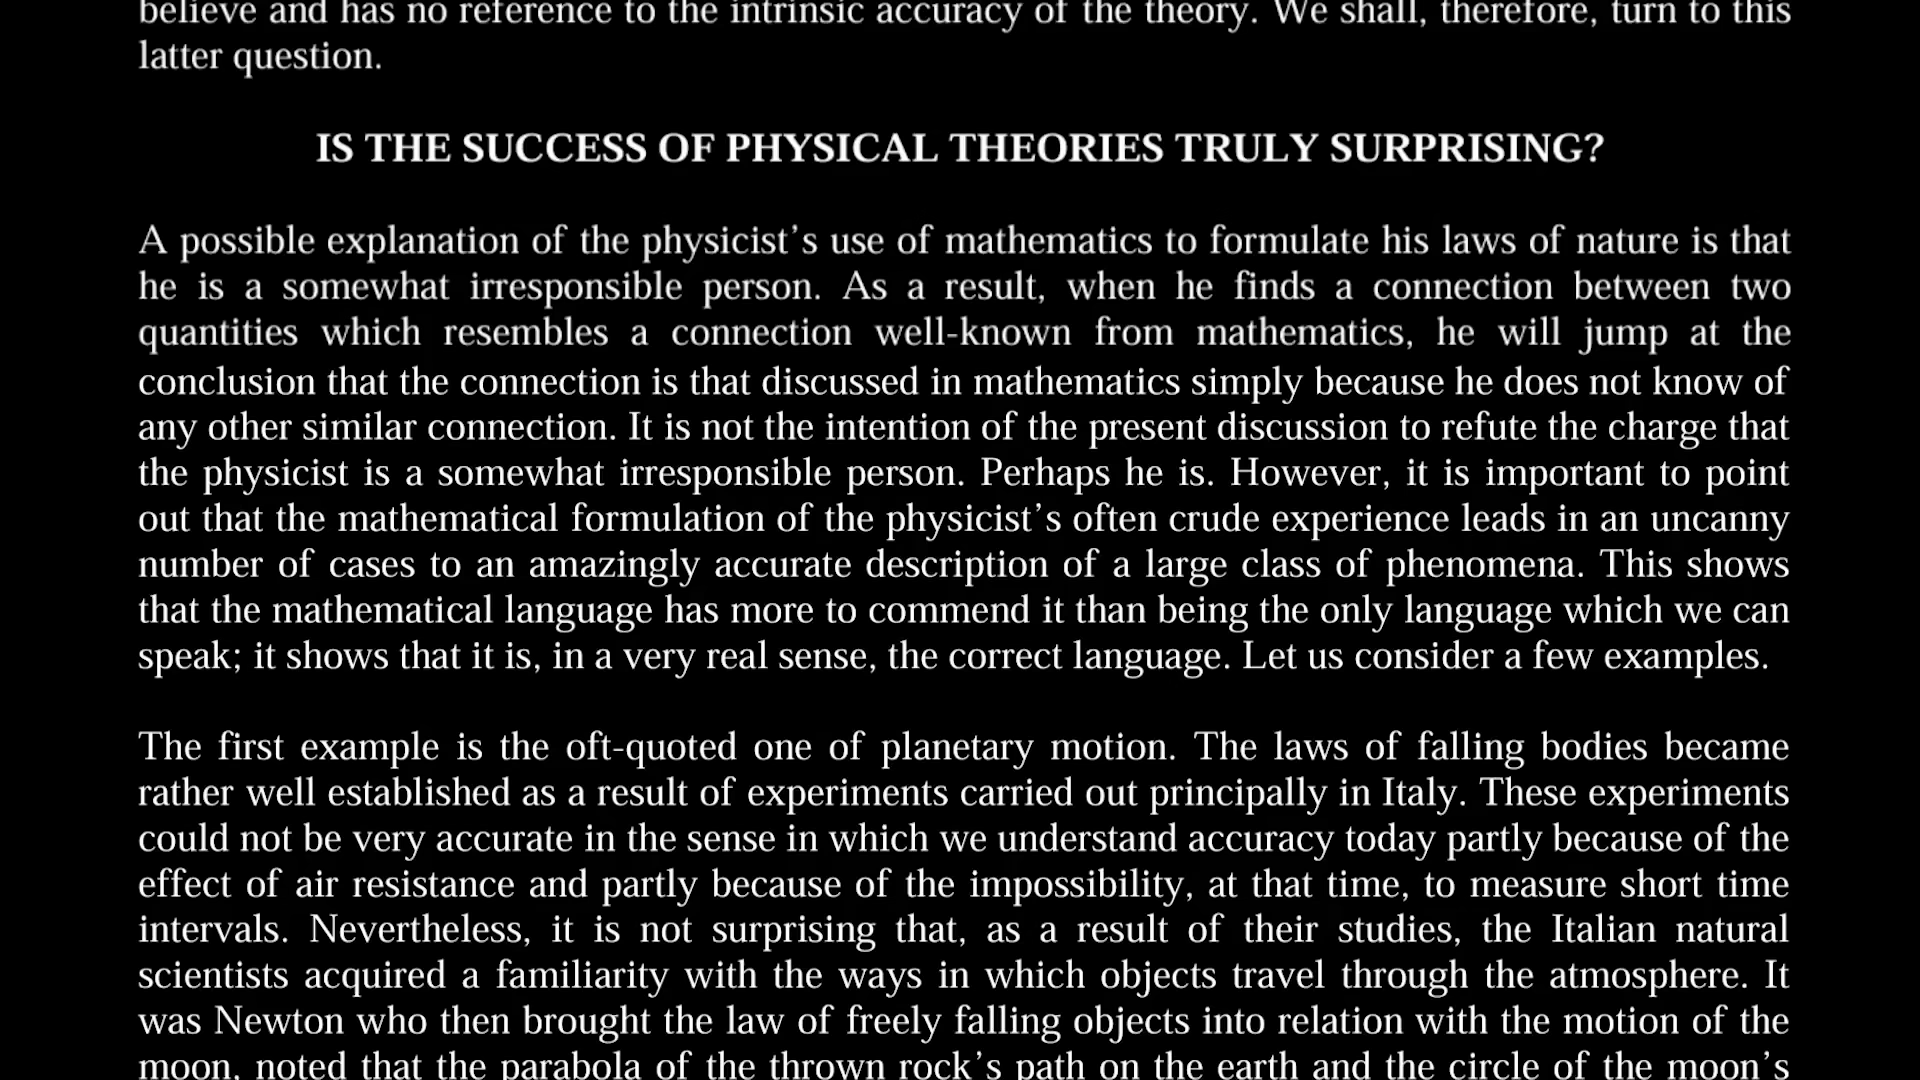 believe and has no reference to the intrinsic accuracy of the theory. We shall, therefore, turn to this
latter question.
IS THE SUCCESS OF PHYSICAL THEORIES TRULY SURPRISING?
A possible explanation of the physicist’s use of mathematics to formulate his laws of nature is that
he is a somewhat irresponsible person. As a result, when he finds a connection between two
quantities which resembles a connection well-known from mathematics, he will jump at the
conclusion that the connection is that discussed in mathematics simply because he does not know of
any other similar connection. It is not the intention of the present discussion to refute the charge that
the physicist is a somewhat irresponsible person. Perhaps he is. However, it is important to point
out that the mathematical formulation of the physicist’s often crude experience leads in an uncanny
number of cases to an amazingly accurate description of a large class of phenomena. This shows
that the mathematical language has more to commend it than being the only language which we can
speak; it shows that it is, in a very real sense, the correct language. Let us consider a few examples.
The first example is the oft-quoted one of planetary motion. The laws of falling bodies became
rather well established as a result of experiments carried out principally in Italy. These experiments
could not be very accurate in the sense in which we understand accuracy today partly because of the
effect of air resistance and partly because of the impossibility, at that time, to measure short time
intervals. Nevertheless, it is not surprising that, as a result of their studies, the Italian natural
scientists acquired a familiarity with the ways in which objects travel through the atmosphere. It
was Newton who then brought the law of freely falling objects into relation with the motion of the
moon, noted that the parabola of the thrown rock’s path on the earth and the circle of the moon’s